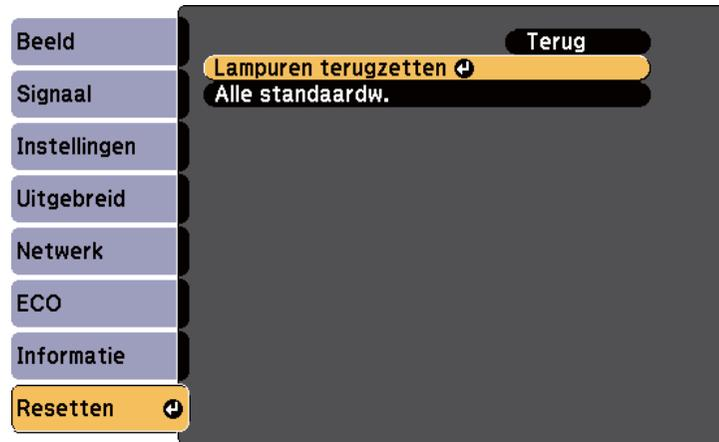 Beeld
Signaal
Instellingen
Uitgebreid
Netwerk
ECO
Informatie
Resetten
Terug
Lampuren terugzetten
Alle standaardw.